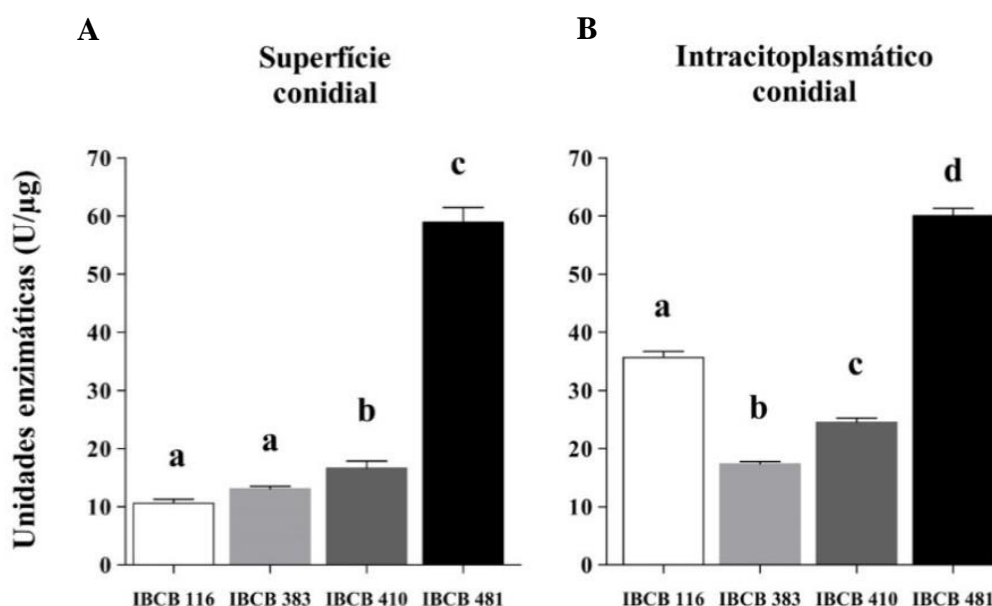 A
Superfície
conidial
Unidades enzimáticas (U/µg)
70
60
50
40
30
20
10
0
a
a
b
c
IBCB 116
IBCB 383
IBCB 410
IBCB 481
B
Intracitoplasmático
conidial
70
60
50
40
30
20
10
0
a
b
c
d
IBCB 116
IBCB 383
IBCB 410
IBCB 481